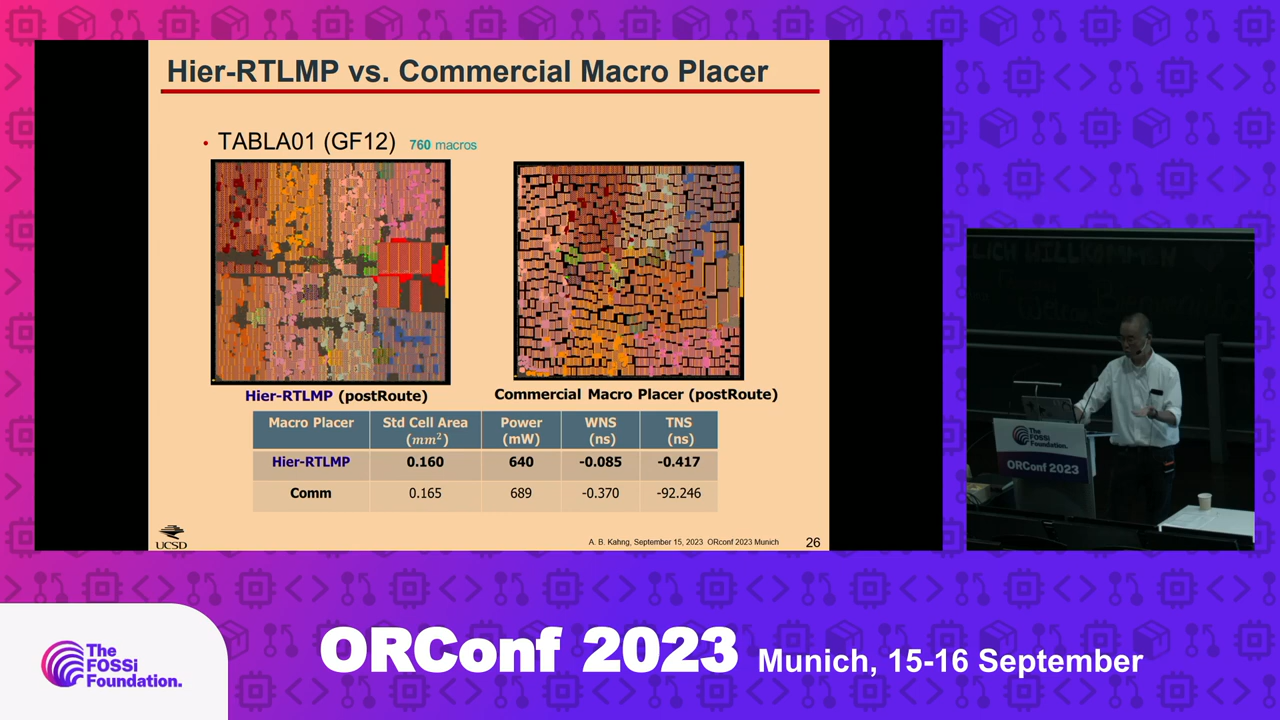 Hier-RTLMP vs. Commercial Macro Placer
• TABLA01 (GF12) 760 macros
Hier-RTLMP (postRoute)
Commercial Macro Placer (postRoute)
Macro Placer Std Cell Area (mm²) Power (mW) WNS (ns) TNS (ns)
Hier-RTLMP 0.160 640 -0.085 -0.417
Comm 0.165 689 -0.370 -92.246
UCSD
A. B. Kahng, September 15, 2023 ORconf 2023 Munich
26
LICH WILLKOMMEN
The
FOSSi
Foundation.
ORConf 2023
The
FOSSi
Foundation.
ORConf 2023 Munich, 15-16 September